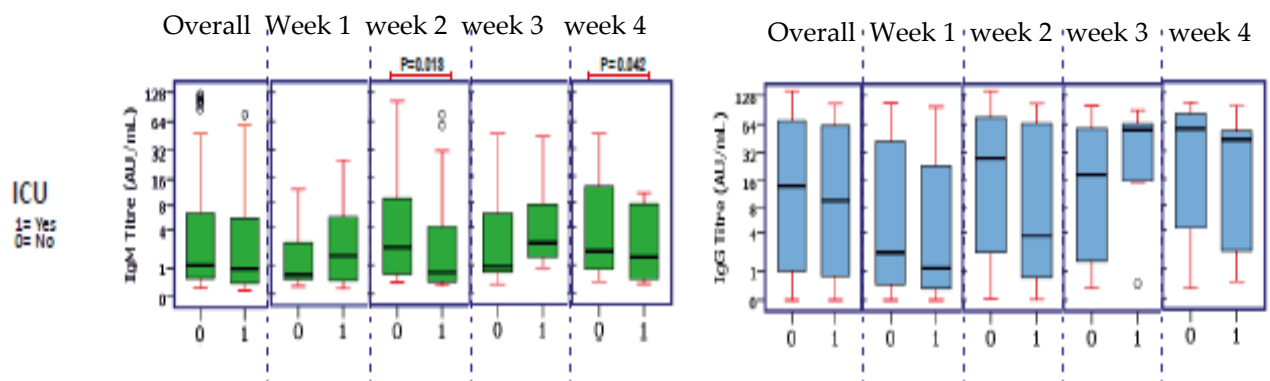 Overall Week 1 week 2 week 3 week 4
P=0.018 P=0.042
IgM Titre (AU/mL)
128
64
32
16
8
4
1
0
0 1 0 1 0 1 0 1 0 1
ICU
1= Yes
0= No
Overall Week 1 week 2 week 3 week 4
IgG Titre (AU/mL)
128
64
32
16
8
4
1
0
0 1 0 1 0 1 0 1 0 1